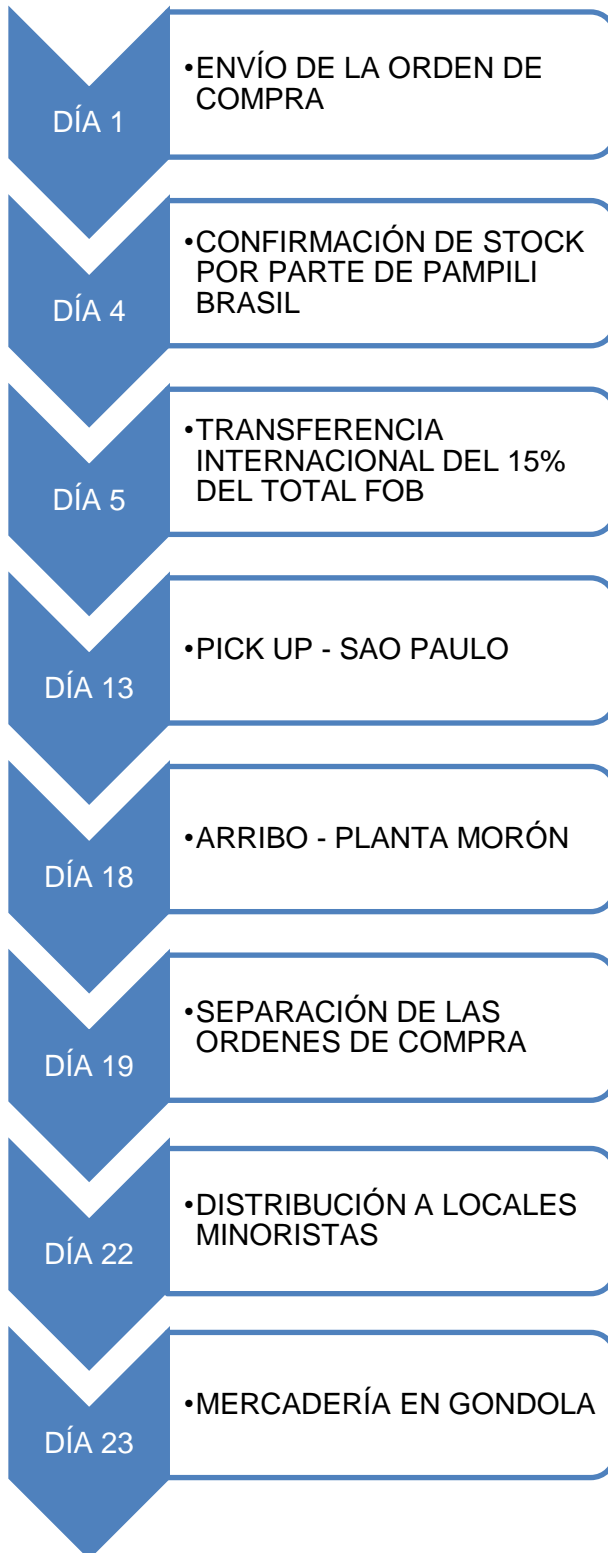 DÍA 1
•ENVÍO DE LA ORDEN DE
COMPRA
DÍA 4
•CONFIRMACIÓN DE STOCK
POR PARTE DE PAMPILI
BRASIL
DÍA 5
•TRANSFERENCIA
INTERNACIONAL DEL 15%
DEL TOTAL FOB
DÍA 13
•PICK UP - SAO PAULO
DÍA 18
•ARRIBO - PLANTA MORÓN
DÍA 19
•SEPARACIÓN DE LAS
ORDENES DE COMPRA
DÍA 22
•DISTRIBUCIÓN A LOCALES
MINORISTAS
DÍA 23
•MERCADERÍA EN GONDOLA